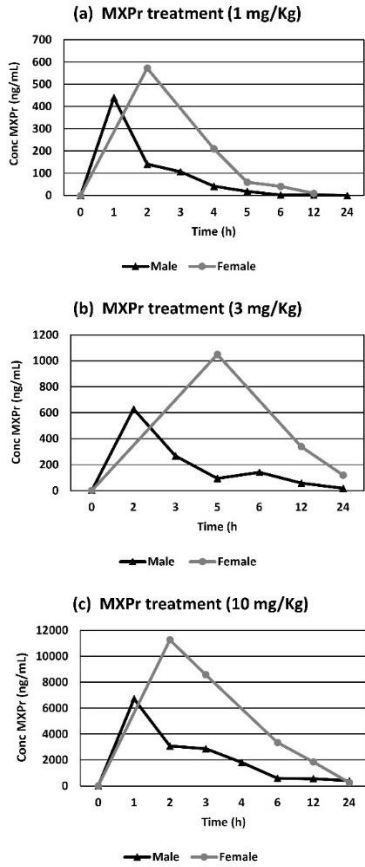 (a) MXPr treatment (1 mg/Kg)
Conc MXPr (ng/mL)
700
600
500
400
300
200
100
0
0 1 2 3 4 5 6 12 24
Time (h)
Male Female
(b) MXPr treatment (3 mg/Kg)
Conc MXPr (ng/mL)
1200
1000
800
600
400
200
0
0 2 3 5 6 12 24
Time (h
Male Female
(c) MXPr treatment (10 mg/Kg)
Conc MXPr (ng/mL)
12000
10000
8000
6000
4000
2000
0
0 1 2 3 4 6 12 24
Time (h)
Male Female